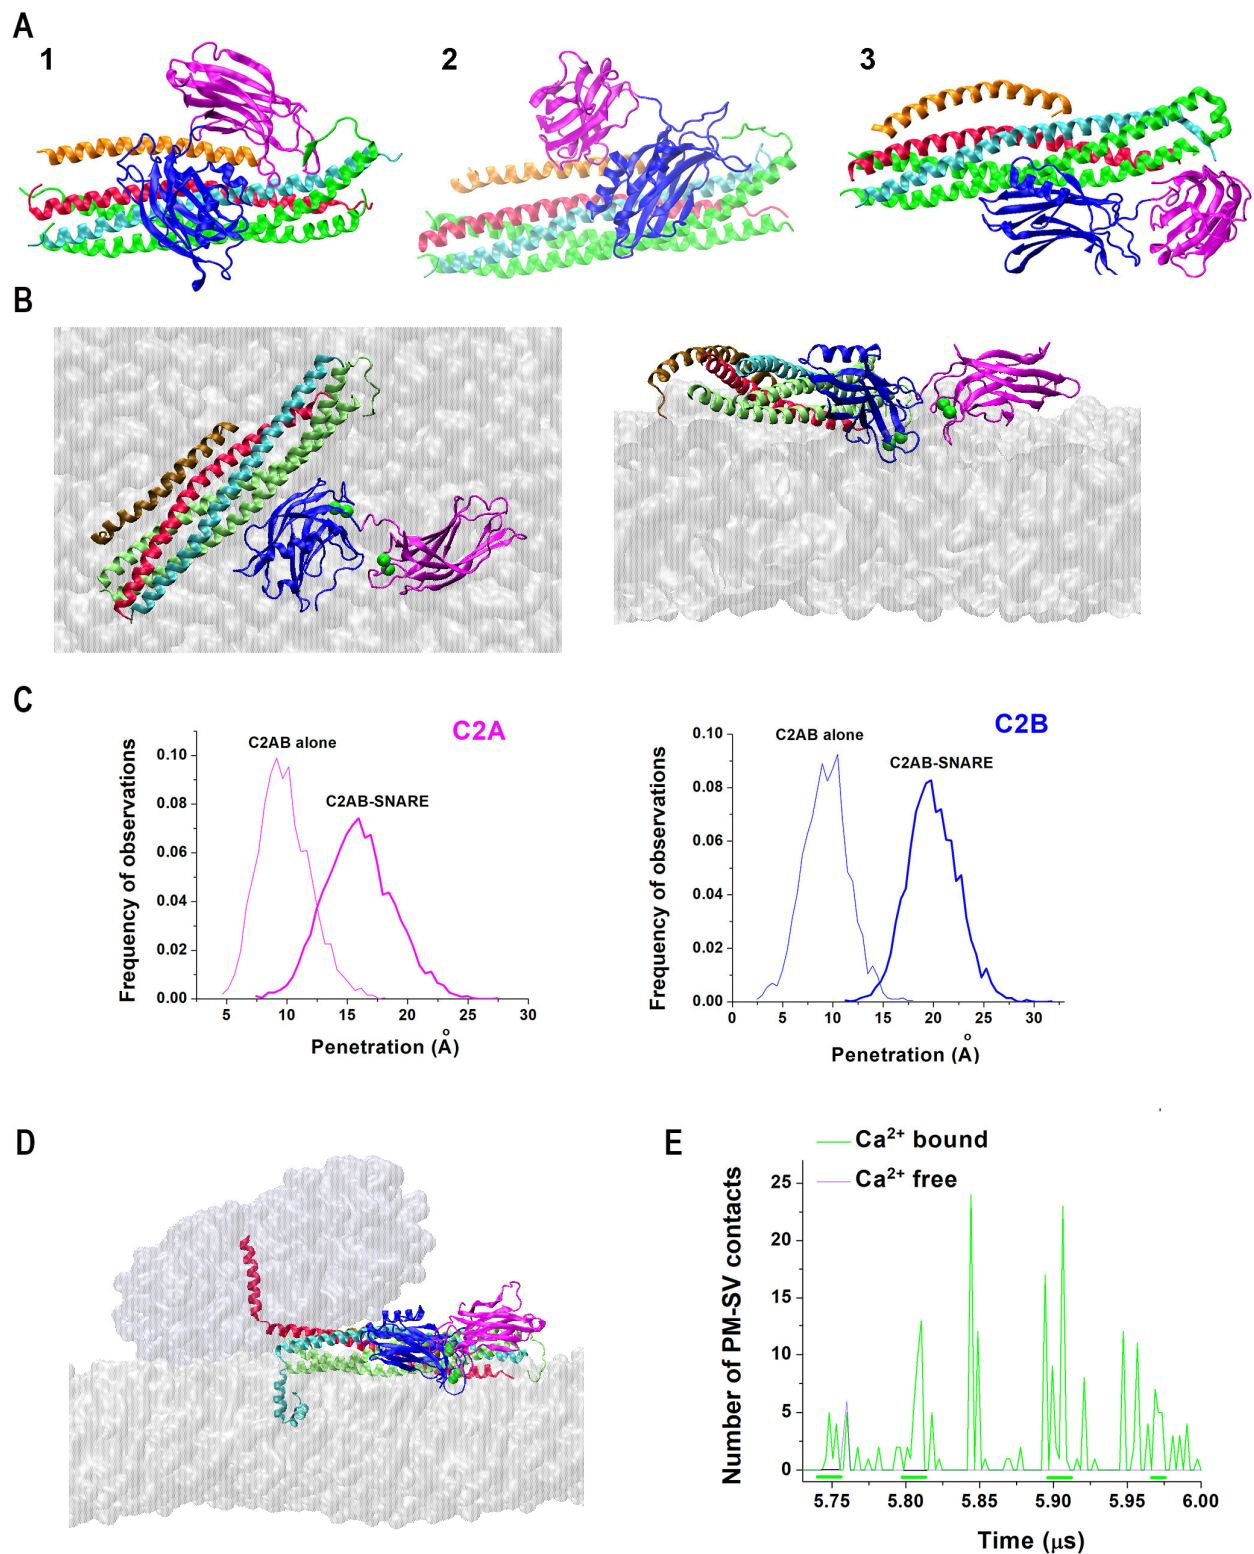 A
1
2
3
B
C
C2A
C2AB alone
C2AB-SNARE
Frequency of observations
0.10
0.08
0.06
0.04
0.02
0.00
5
10
15
20
25
30
Penetration (Å)
C2B
C2AB alone
C2AB-SNARE
Frequency of observations
0.10
0.08
0.06
0.04
0.02
0.00
0
5
10
15
20
25
30
Penetration (Å)
D
E
Ca²⁺ bound
Ca²⁺ free
Number of PM-SV contacts
25
20
15
10
5
0
5.75
5.80
5.85
5.90
5.95
6.00
Time (μs)